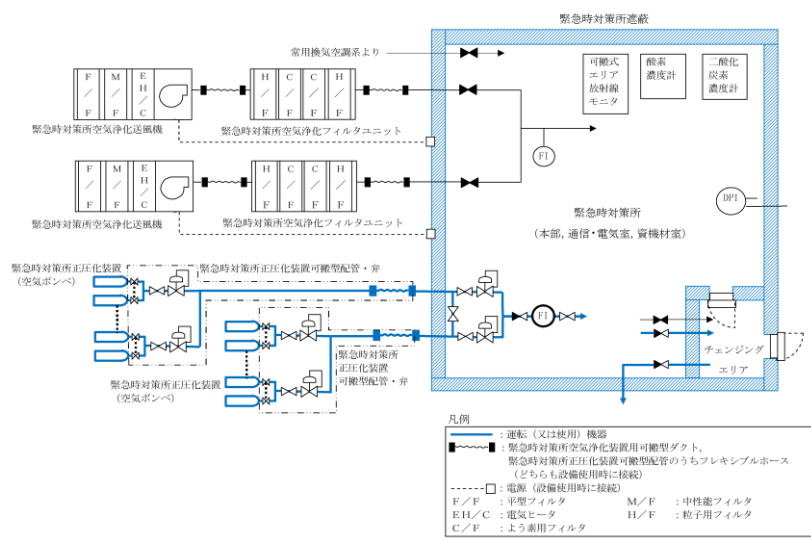 緊急時対策所遮蔽
常用換気空調系より
可搬式
エリア
放射線
モニタ
酸素
濃度計
二酸化
炭素
濃度計
F/F
M/F
EH/C
H/F
C/F
C/F
H/F
緊急時対策所空気浄化送風機
緊急時対策所空気浄化フィルタユニット
FI
F/F
M/F
EH/C
H/F
C/F
C/F
H/F
緊急時対策所空気浄化送風機
緊急時対策所空気浄化フィルタユニット
DPI
緊急時対策所
(本部, 通信・電気室, 資機材室)
緊急時対策所正圧化装置
(空気ボンベ)
緊急時対策所正圧化装置可搬型配管・弁
FI
緊急時対策所
正圧化装置
可搬型配管・弁
緊急時対策所正圧化装置
(空気ボンベ)
チェンジング
エリア
凡例
:運転(又は使用)機器
:緊急時対策所空気浄化装置用可搬型ダクト,
緊急時対策所正圧化装置可搬型配管のうちフレキシブルホース
(どちらも設備使用時に接続)
:電源(設備使用時に接続)
F/F :平型フィルタ M/F :中性能フィルタ
EH/C :電気ヒータ H/F :粒子用フィルタ
C/F :よう素用フィルタ